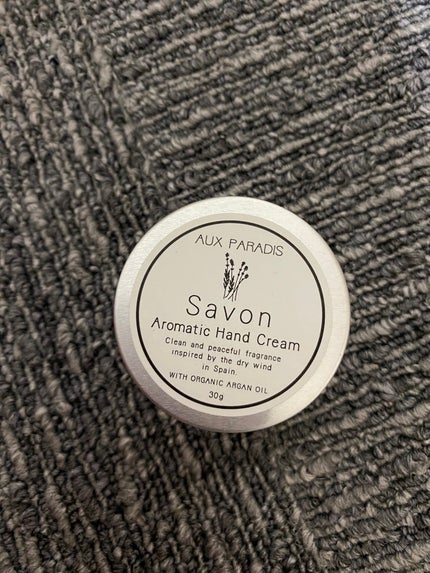 AUX PARADIS
Savon
Aromatic Hand Cream
Clean and peaceful fragrance
inspired by the dry wind
in Spain.
WITH ORGANIC ARGAN OIL
30g